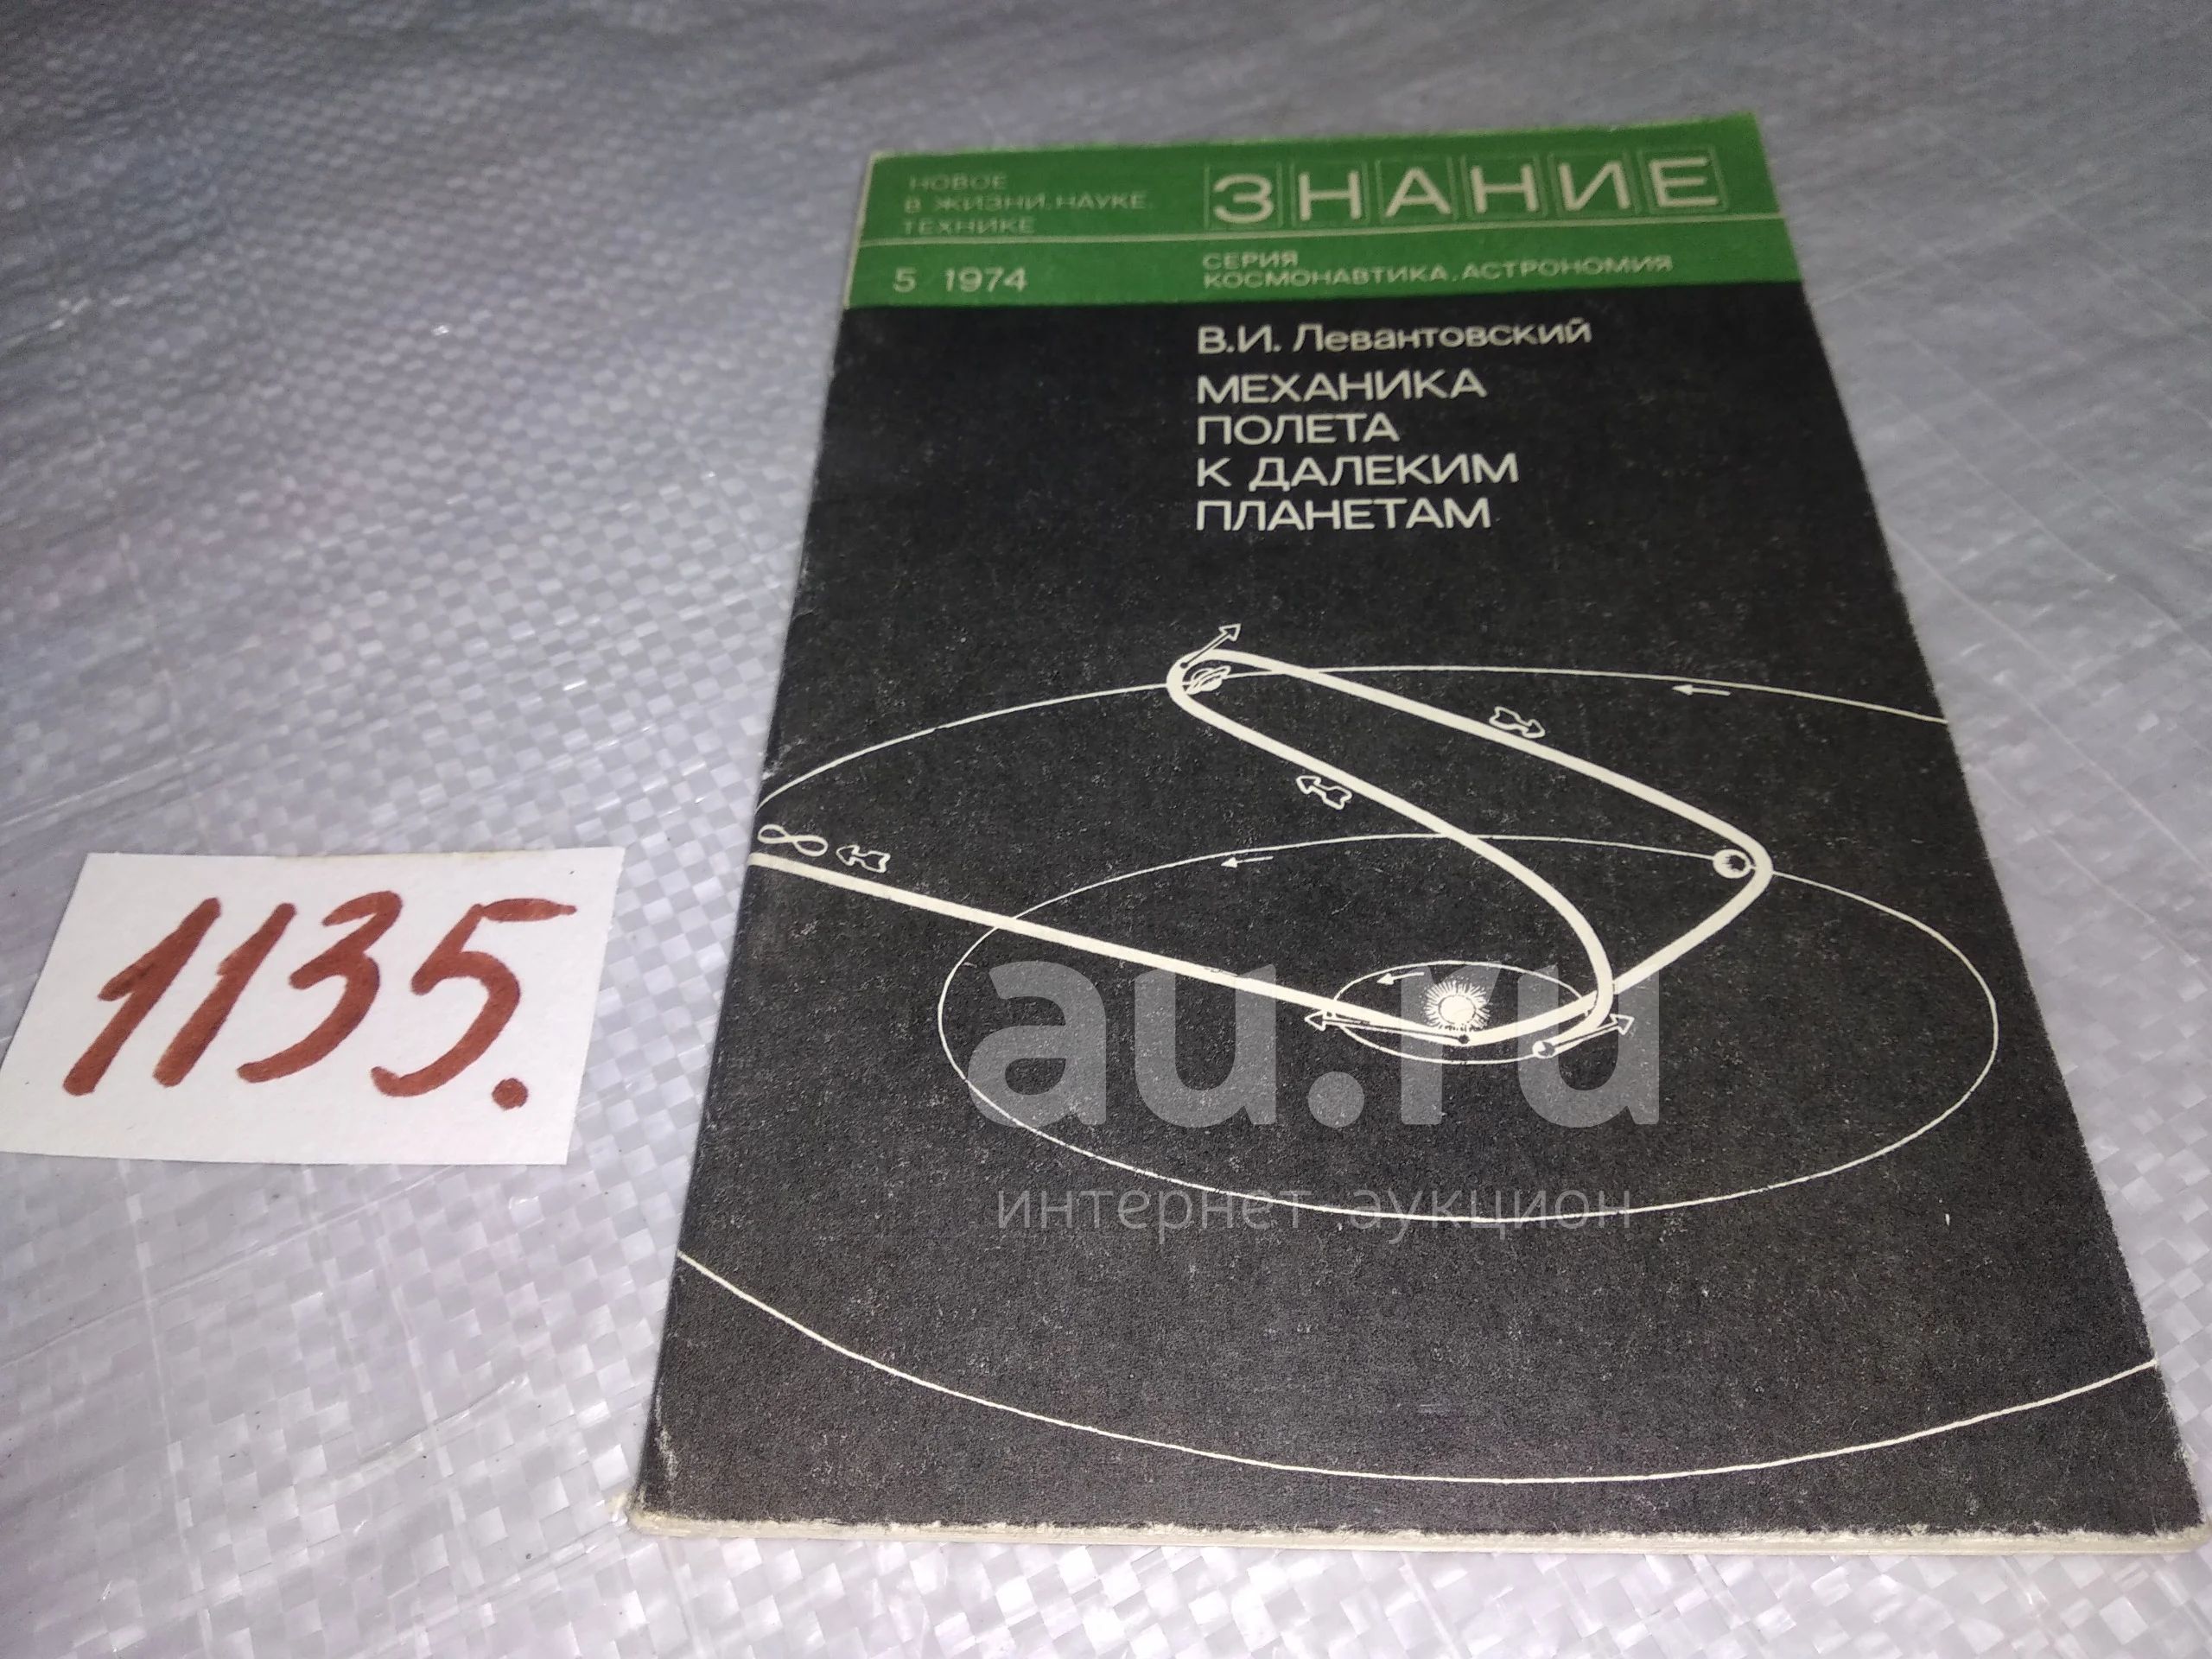 НОВОЕ
В ЖИЗНИ, НАУКЕ,
ТЕХНИКЕ
ЗНАНИЕ
5 1974
СЕРИЯ
КОСМОНАВТИКА, АСТРОНОМИЯ
В.И. Левантовский
МЕХАНИКА
ПОЛЕТА
К ДАЛЕКИМ
ПЛАНЕТАМ
∞
1135.
au.ru
интернет аукцион